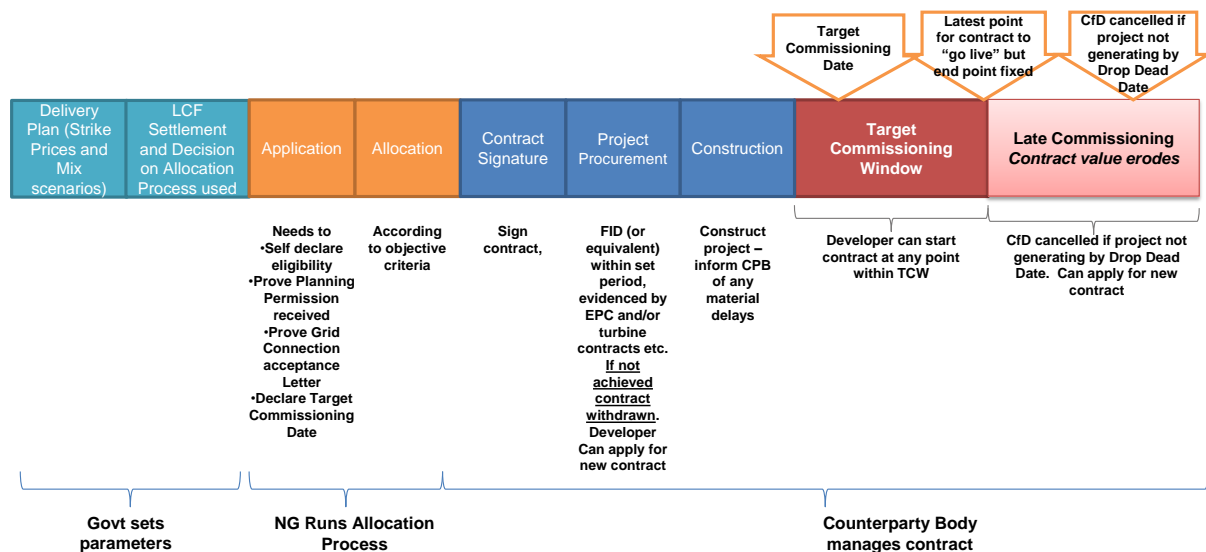 Target
Commissioning
Date
Latest point
for contract to
“go live” but
end point fixed
CfD cancelled if
project not
generating by
Drop Dead
Date
Delivery
Plan (Strike
Prices and
Mix
scenarios)
LCF
Settlement
and Decision
on Allocation
Process used
Application
Allocation
Contract
Signature
Project
Procurement
Construction
Target
Commissioning
Window
Late Commissioning
Contract value erodes
Needs to
•Self declare
eligibility
•Prove Planning
Permission
received
•Prove Grid
Connection
acceptance
Letter
•Declare Target
Commissioning
Date
According
to objective
criteria
Sign
contract,
FID (or
equivalent)
within set
period,
evidenced by
EPC and/or
turbine
contracts etc.
If not
achieved
contract
withdrawn.
Developer
Can apply for
new contract
Construct
project –
inform CPB
of any
material
delays
Developer can start
contract at any point
within TCW
CfD cancelled if project not
generating by Drop Dead
Date.  Can apply for new
contract
Govt sets
parameters
NG Runs Allocation
Process
Counterparty Body
manages contract